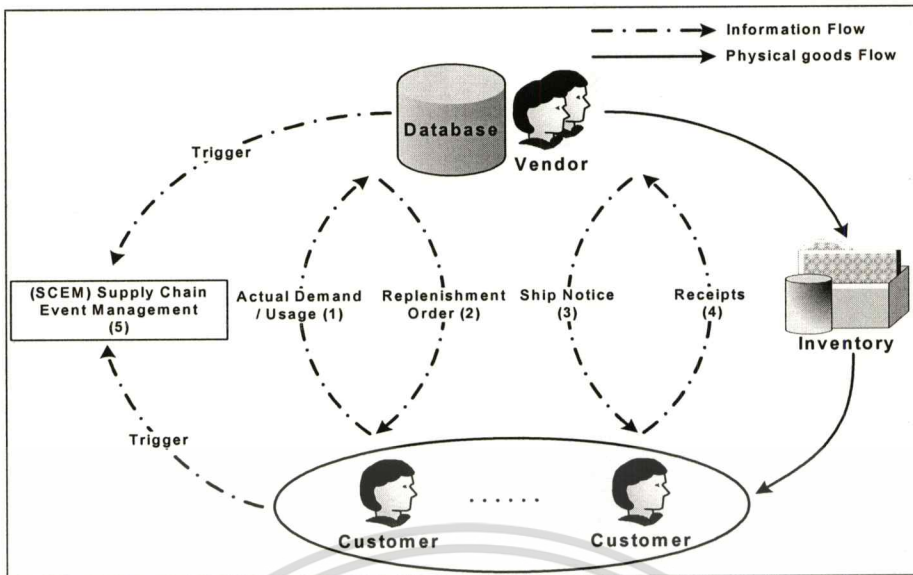 Information Flow
Physical goods Flow
Database
Vendor
Trigger
(SCEM) Supply Chain
Event Management
(5)
Actual Demand
/ Usage (1)
Replenishment
Order (2)
Ship Notice
(3)
Receipts
(4)
Inventory
Trigger
......
Customer
Customer